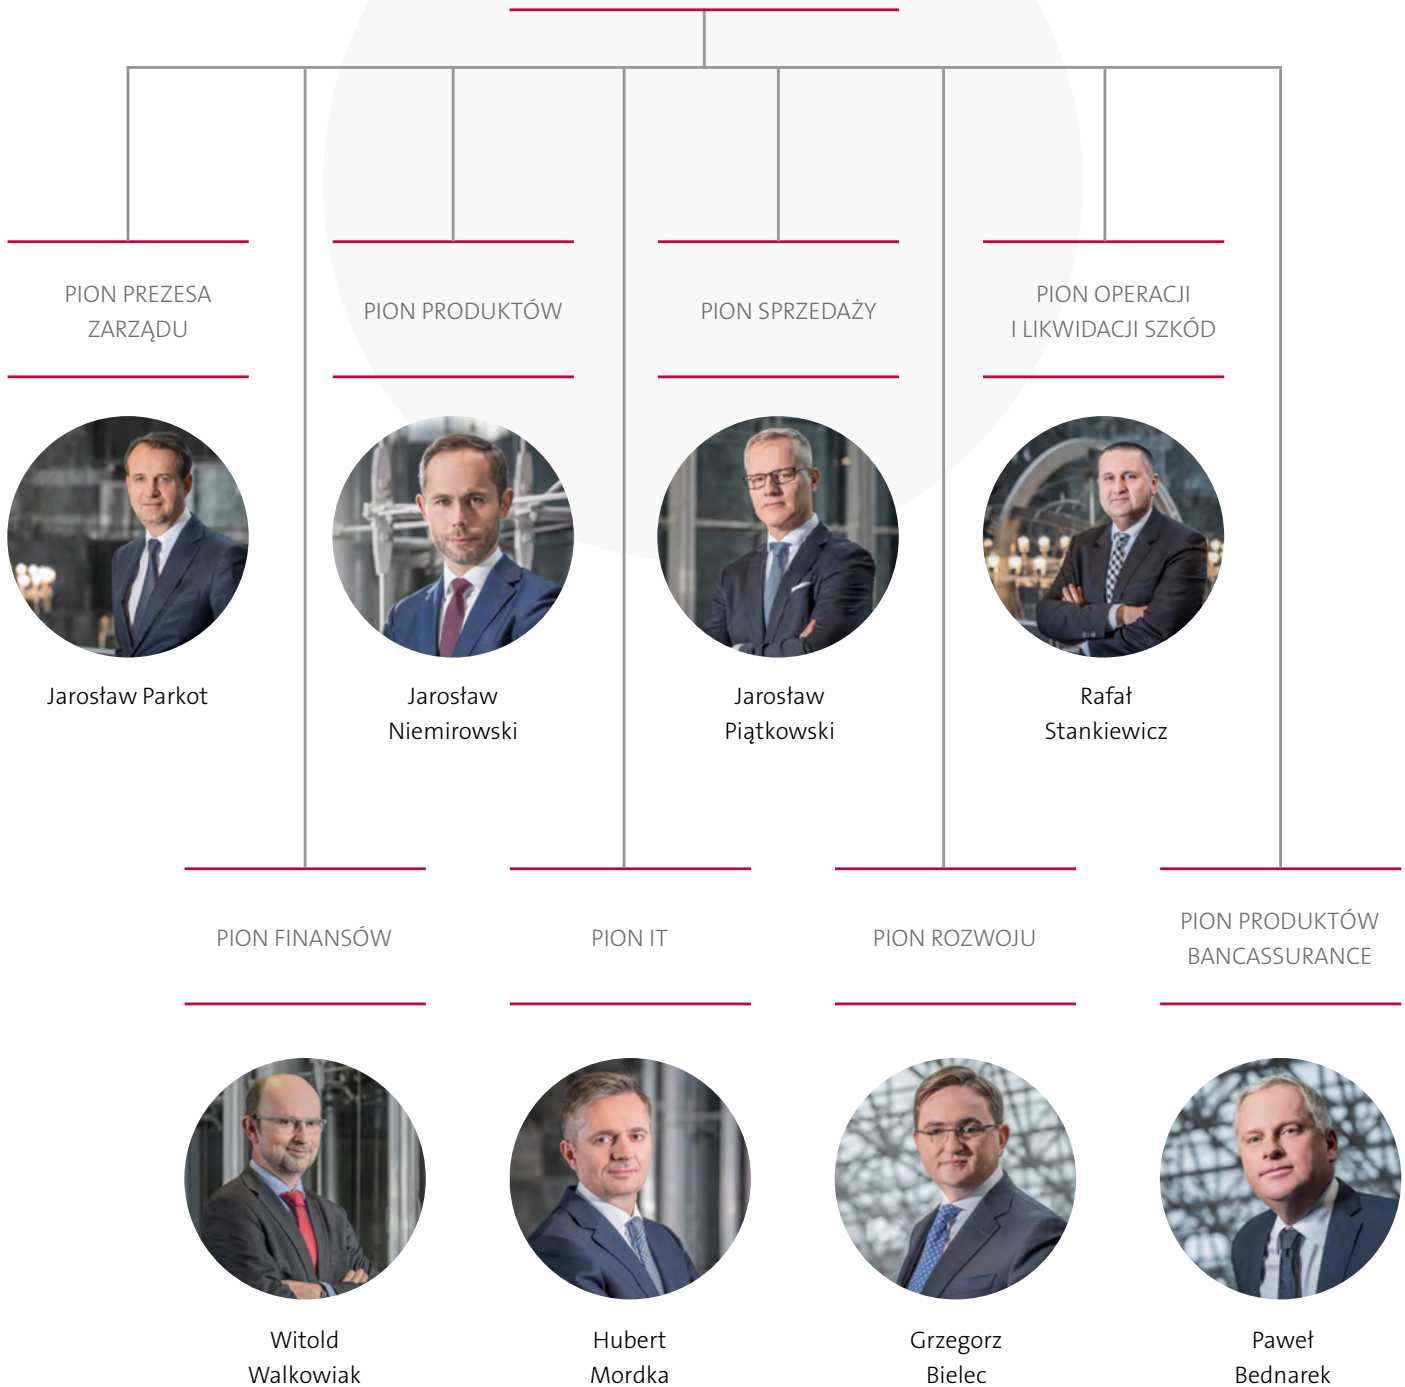 PION PREZESA
ZARZĄDU
PION PRODUKTÓW
PION SPRZEDAŻY
PION OPERACJI
I LIKWIDACJI SZKÓD
Jarosław Parkot
Jarosław
Niemirowski
Jarosław
Piątkowski
Rafał
Stankiewicz
PION FINANSÓW
PION IT
PION ROZWOJU
PION PRODUKTÓW
BANCASSURANCE
Witold
Walkowiak
Hubert
Mordka
Grzegorz
Bielec
Paweł
Bednarek